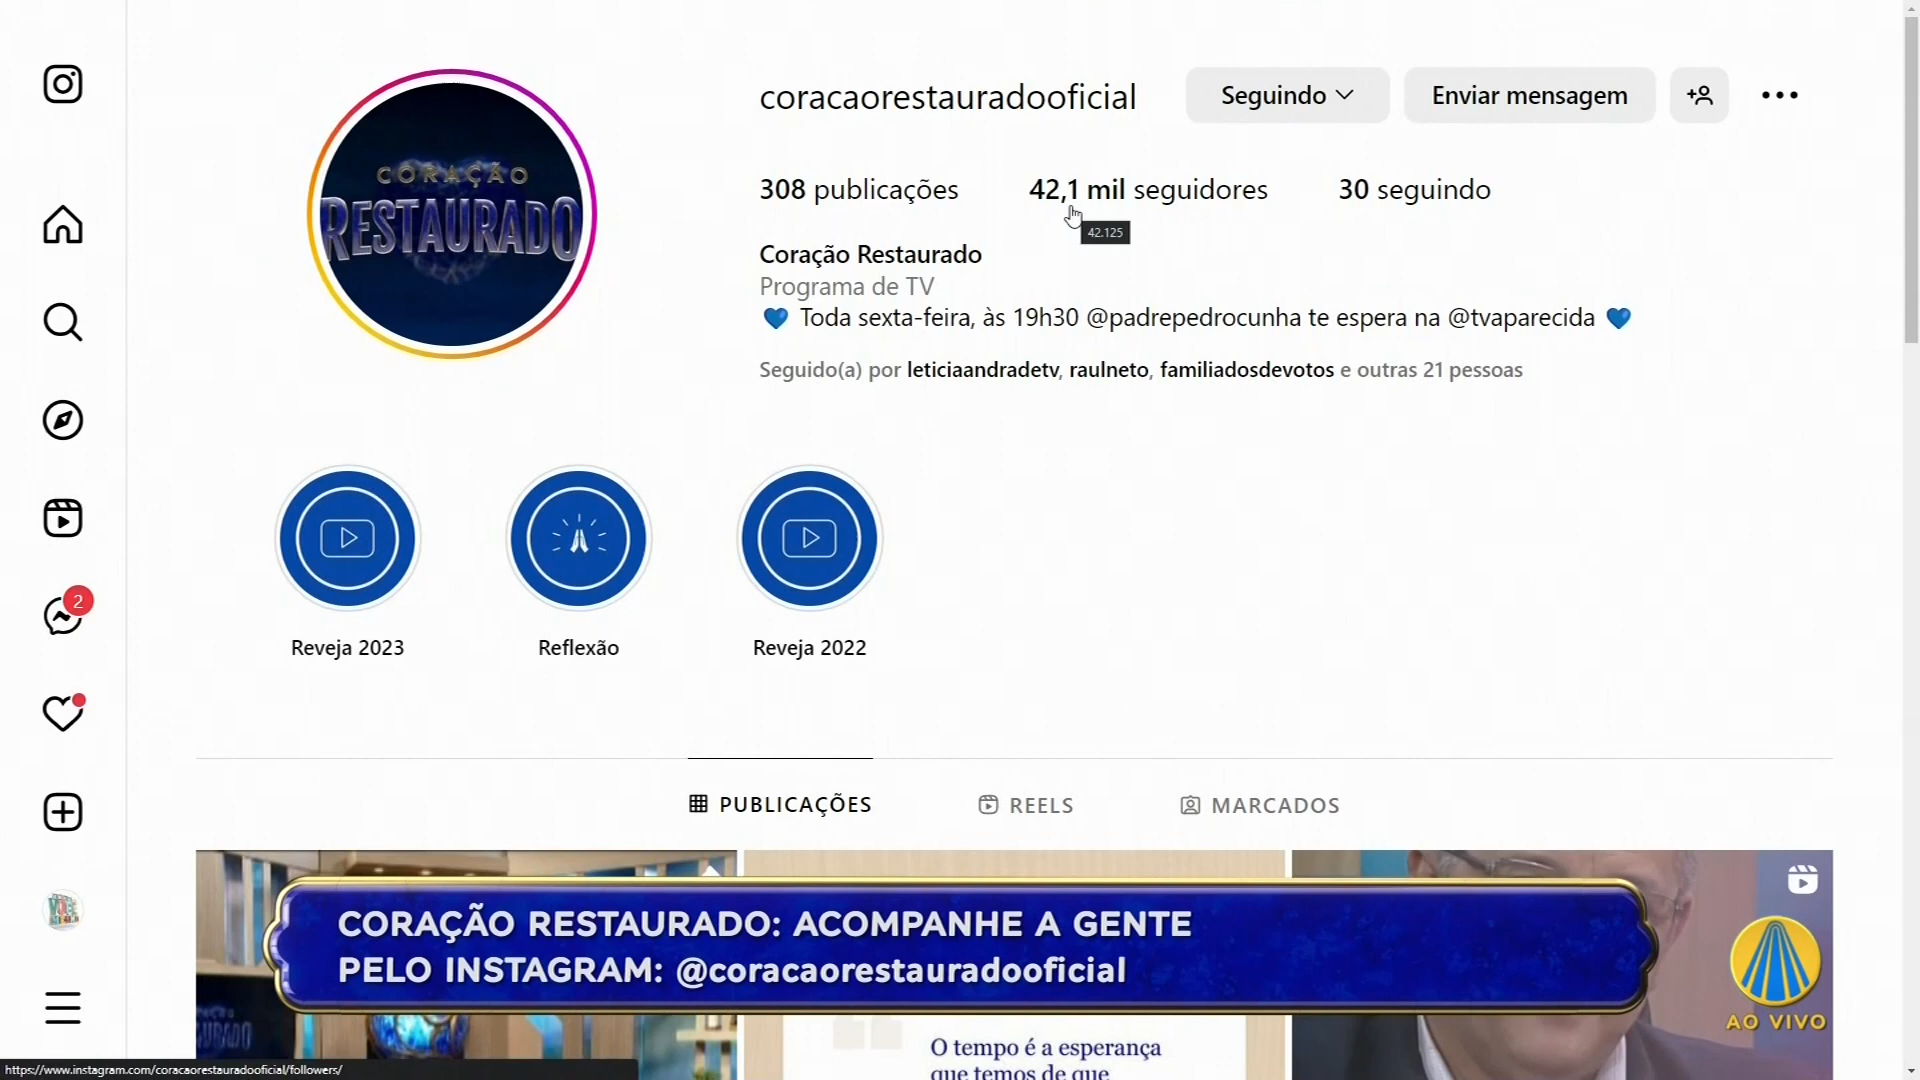 coracaorestauradooficial
Seguindo
Enviar mensagem
308 publicações
42,1 mil seguidores
30 seguindo
42.125
CORAÇÃO
RESTAURADO
Coração Restaurado
Programa de TV
💙 Toda sexta-feira, às 19h30 @padrepedrocunha te espera na @tvaparecida 💙
Seguido(a) por leticiaandradetv, raulneto, familiadosdevotos e outras 21 pessoas
2
Reveja 2023
Reflexão
Reveja 2022
PUBLICAÇÕES
REELS
MARCADOS
CORAÇÃO RESTAURADO: ACOMPANHE A GENTE
PELO INSTAGRAM: @coracaorestauradooficial
AO VIVO
O tempo é a esperança
que temos de que
https://www.instagram.com/coracaorestauradooficial/followers/